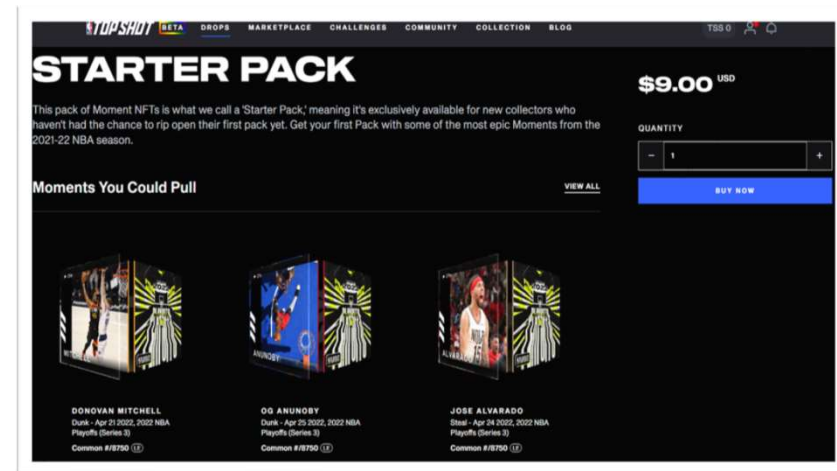 TOP SHOT BETA DROPS MARKETPLACE CHALLENGES COMMUNITY COLLECTION BLOG TSS 0
STARTER PACK
This pack of Moment NFTs is what we call a 'Starter Pack,' meaning it's exclusively available for new collectors who
haven't had the chance to rip open their first pack yet. Get your first Pack with some of the most epic Moments from the
2021-22 NBA season.
$9.00 USD
QUANTITY
− 1 +
BUY NOW
Moments You Could Pull VIEW ALL
ANUNOBY
ALVARADO
DONOVAN MITCHELL
Dunk - Apr 21 2022, 2022 NBA
Playoffs (Series 3)
Common #/8750 LE
OG ANUNOBY
Dunk - Apr 25 2022, 2022 NBA
Playoffs (Series 3)
Common #/8750 LE
JOSE ALVARADO
Steal - Apr 24 2022, 2022 NBA
Playoffs (Series 3)
Common #/8750 LE